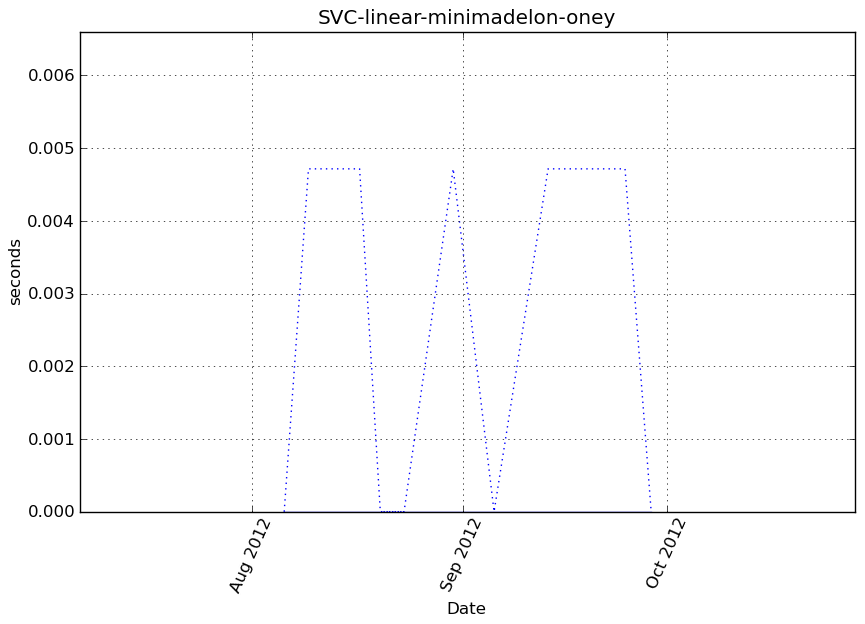 SVC-linear-minimadelon-oney
0.006
0.005
0.004
0.003
0.002
0.001
0.000
seconds
Aug 2012
Sep 2012
Oct 2012
Date